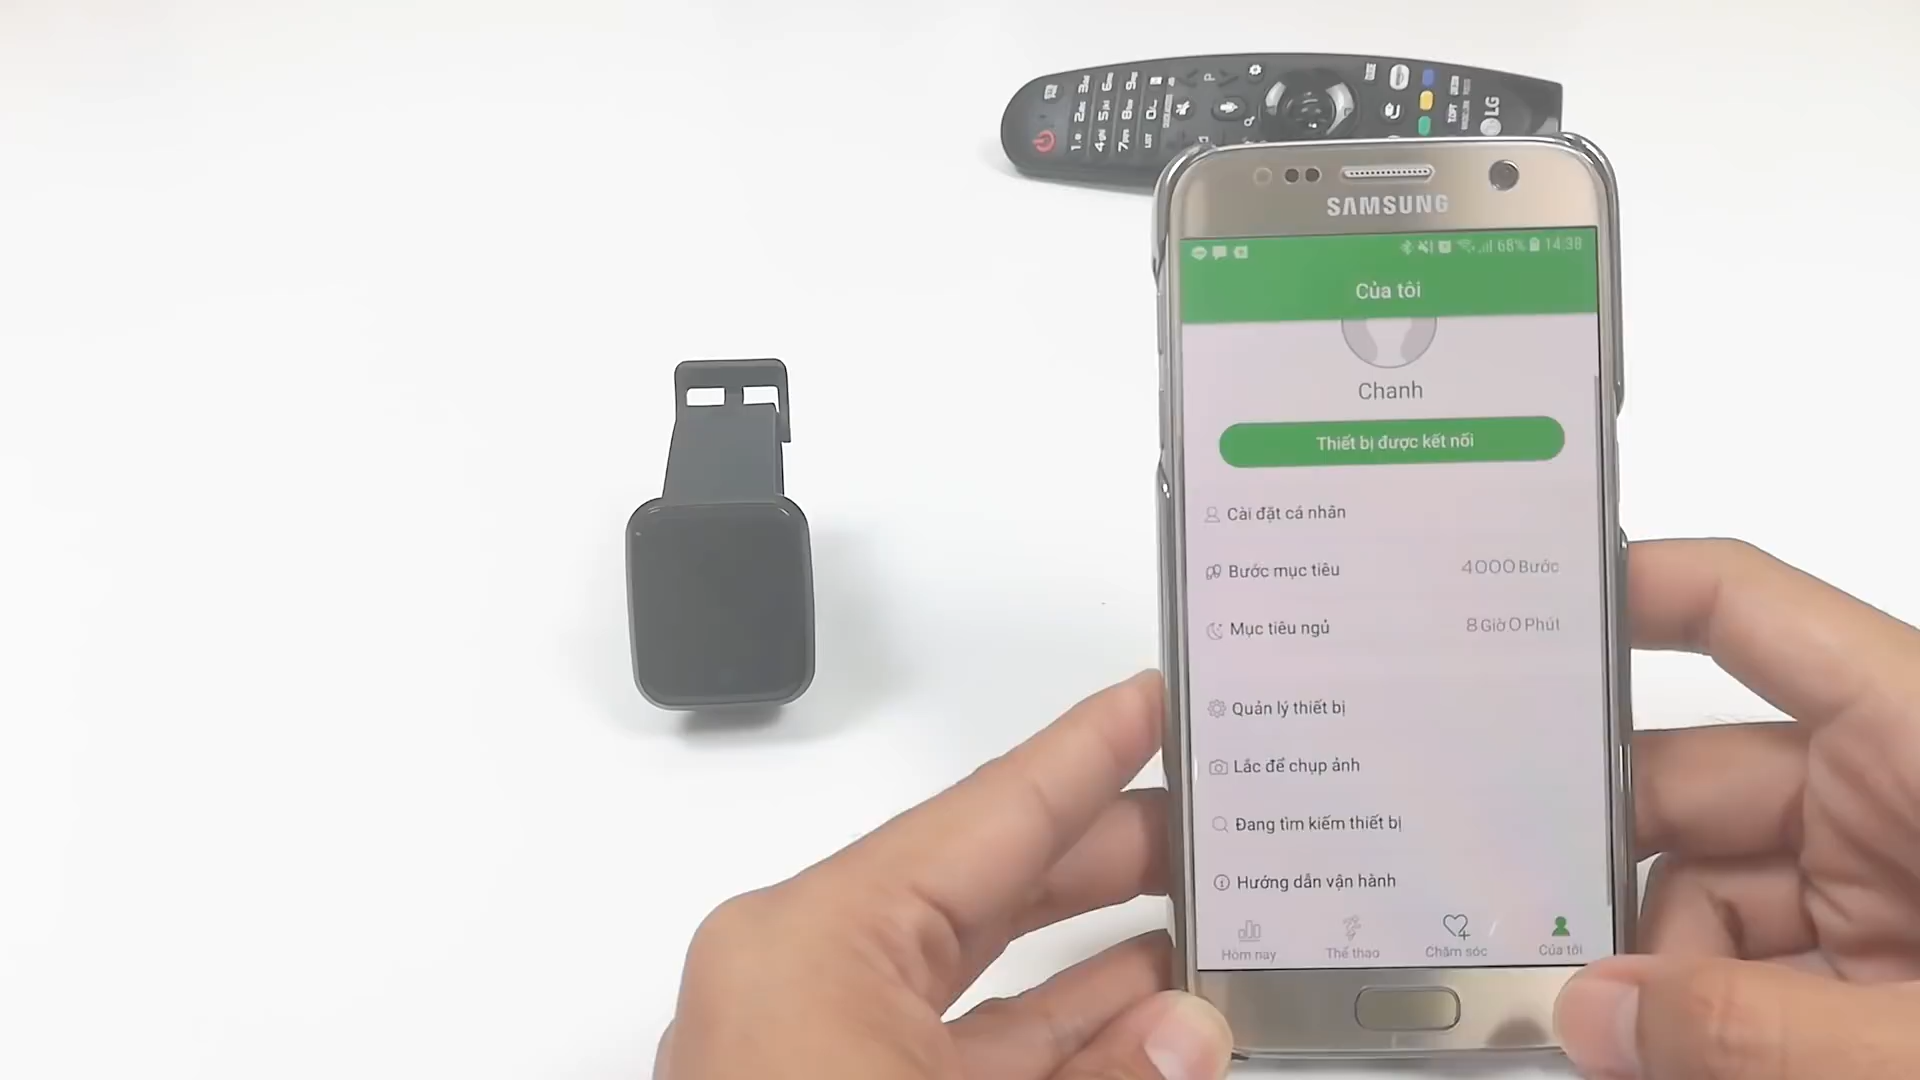 LG
SAMSUNG
68% 14:38
Của tôi
Chanh
Thiết bị được kết nối
Cài đặt cá nhân
Bước mục tiêu 4000 Bước
Mục tiêu ngủ 8 Giờ 0 Phút
Quản lý thiết bị
Lắc để chụp ảnh
Đang tìm kiếm thiết bị
Hướng dẫn vận hành
Hôm nay Thể thao Chăm sóc Của tôi